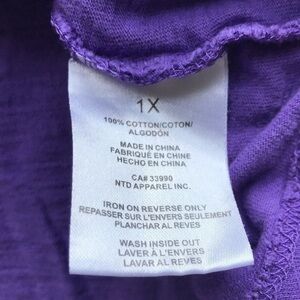 1X
100% COTTON/COTON/
ALGODÓN
MADE IN CHINA
FABRIQUÉ EN CHINE
HECHO EN CHINA
CA# 33990
NTD APPAREL INC.
IRON ON REVERSE ONLY
REPASSER SUR L'ENVERS SEULEMENT
PLANCHAR AL REVES
WASH INSIDE OUT
LAVER À L'ENVERS
LAVAR AL REVES